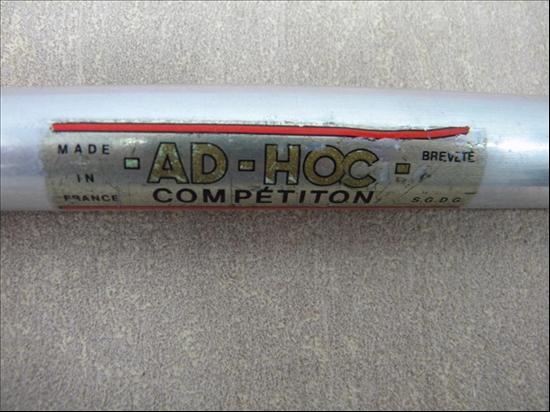 MADE IN FRANCE
- AD-HOC -
COMPÉTITON
BREVETÉ
S.G.D.G